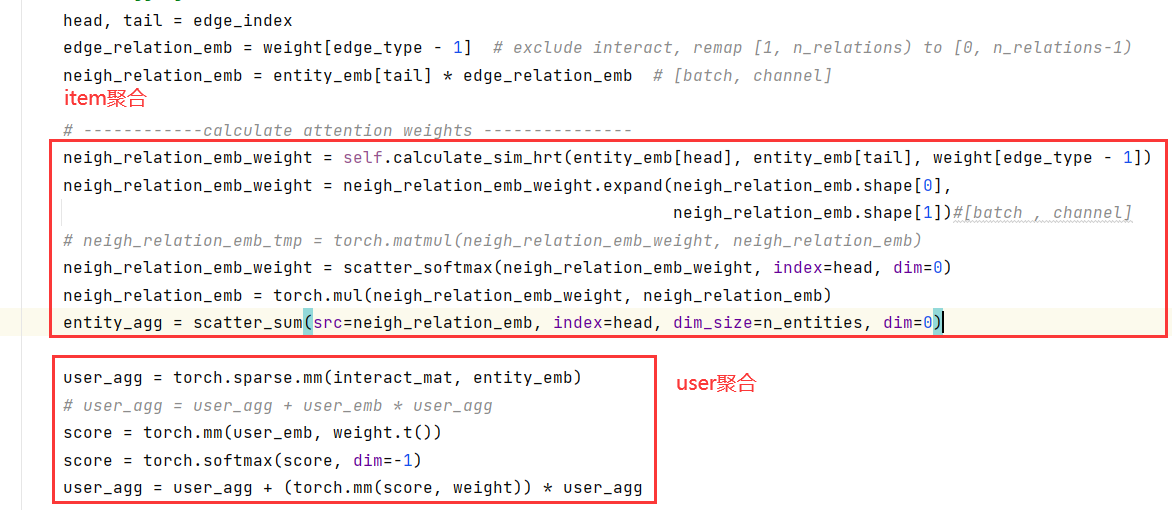 head, tail = edge_index
edge_relation_emb = weight[edge_type - 1]  # exclude interact, remap [1, n_relations) to [0, n_relations-1)
neigh_relation_emb = entity_emb[tail] * edge_relation_emb  # [batch, channel]
item聚合
# ------------calculate attention weights ---------------
neigh_relation_emb_weight = self.calculate_sim_hrt(entity_emb[head], entity_emb[tail], weight[edge_type - 1])
neigh_relation_emb_weight = neigh_relation_emb_weight.expand(neigh_relation_emb.shape[0],
neigh_relation_emb.shape[1])#[batch , channel]
# neigh_relation_emb_tmp = torch.matmul(neigh_relation_emb_weight, neigh_relation_emb)
neigh_relation_emb_weight = scatter_softmax(neigh_relation_emb_weight, index=head, dim=0)
neigh_relation_emb = torch.mul(neigh_relation_emb_weight, neigh_relation_emb)
entity_agg = scatter_sum(src=neigh_relation_emb, index=head, dim_size=n_entities, dim=0)
user_agg = torch.sparse.mm(interact_mat, entity_emb)
user聚合
# user_agg = user_agg + user_emb * user_agg
score = torch.mm(user_emb, weight.t())
score = torch.softmax(score, dim=-1)
user_agg = user_agg + (torch.mm(score, weight)) * user_agg